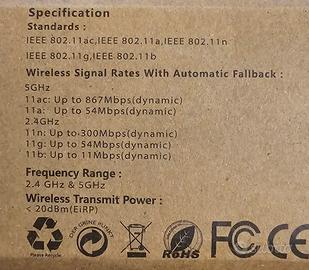 Specification
Standards :
IEEE 802.11ac,IEEE 802.11a,IEEE 802.11n
IEEE 802.11g,IEEE 802.11b
Wireless Signal Rates With Automatic Fallback :
5GHz
11ac: Up to 867Mbps(dynamic)
11a: Up to 54Mbps(dynamic)
2.4GHz
11n: Up to 300Mbps(dynamic)
11g: Up to 54Mbps(dynamic)
11b: Up to 11Mbps(dynamic)
Frequency Range :
2.4 GHz & 5GHz
Wireless Transmit Power :
< 20dBm(EiRP)
DER GRÜNE PUNKT
RoHS
FC CE
Please Recycle